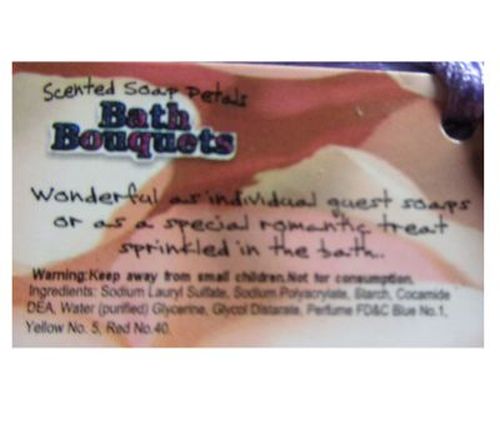 Scented Soap Petals
Bath
Bouquets
Wonderful as individual guest soaps
or as a special romantic treat
sprinkled in the bath.
Warning:Keep away from small children.Not for consumption.
Ingredients: Sodium Lauryl Sulfate, Sodium Polyacrylate, Starch, Cocamide
DEA, Water (purified) Glycerine, Glycol Distarate, Perfume FD&C Blue No.1,
Yellow No. 5, Red No.40.